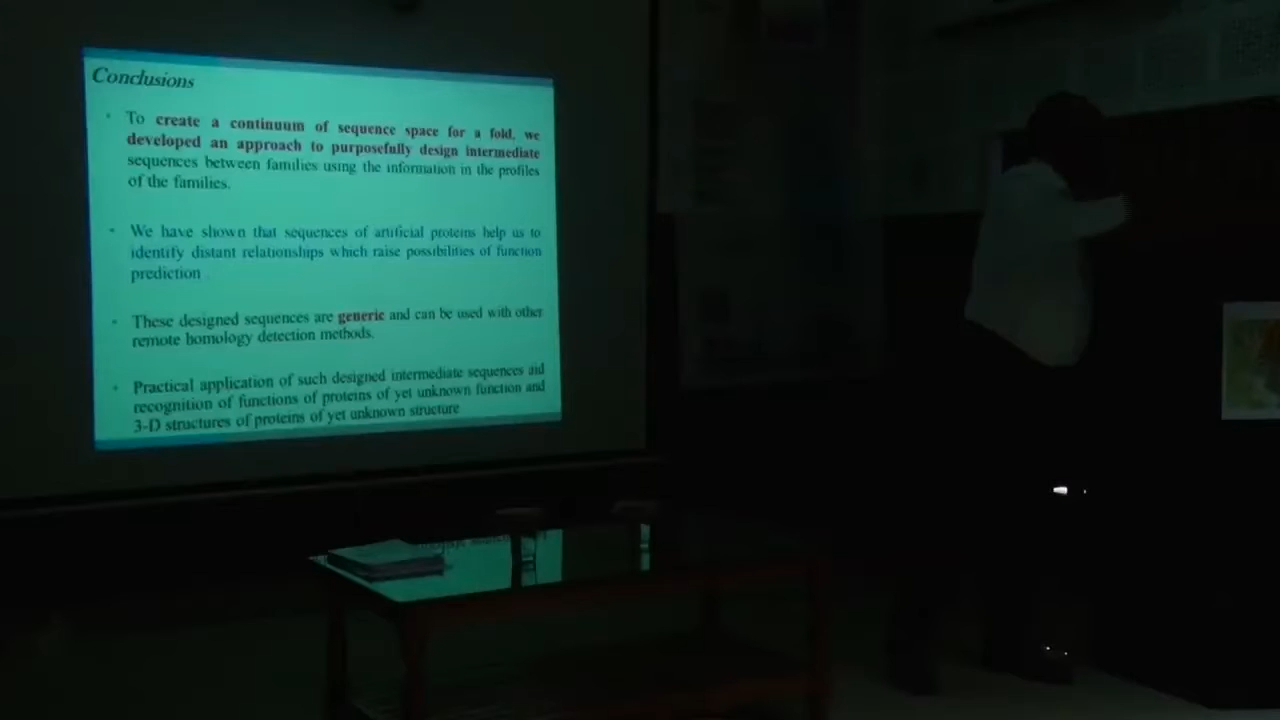 Conclusions
To create a continuum of sequence space for a fold, we
developed an approach to purposefully design intermediate
sequences between families using the information in the profiles
of the families.
We have shown that sequences of artificial proteins help us to
identify distant relationships which raise possibilities of function
prediction
These designed sequences are generic and can be used with other
remote homology detection methods.
Practical application of such designed intermediate sequences aid
recognition of functions of proteins of yet unknown function and
3-D structures of proteins of yet unknown structure